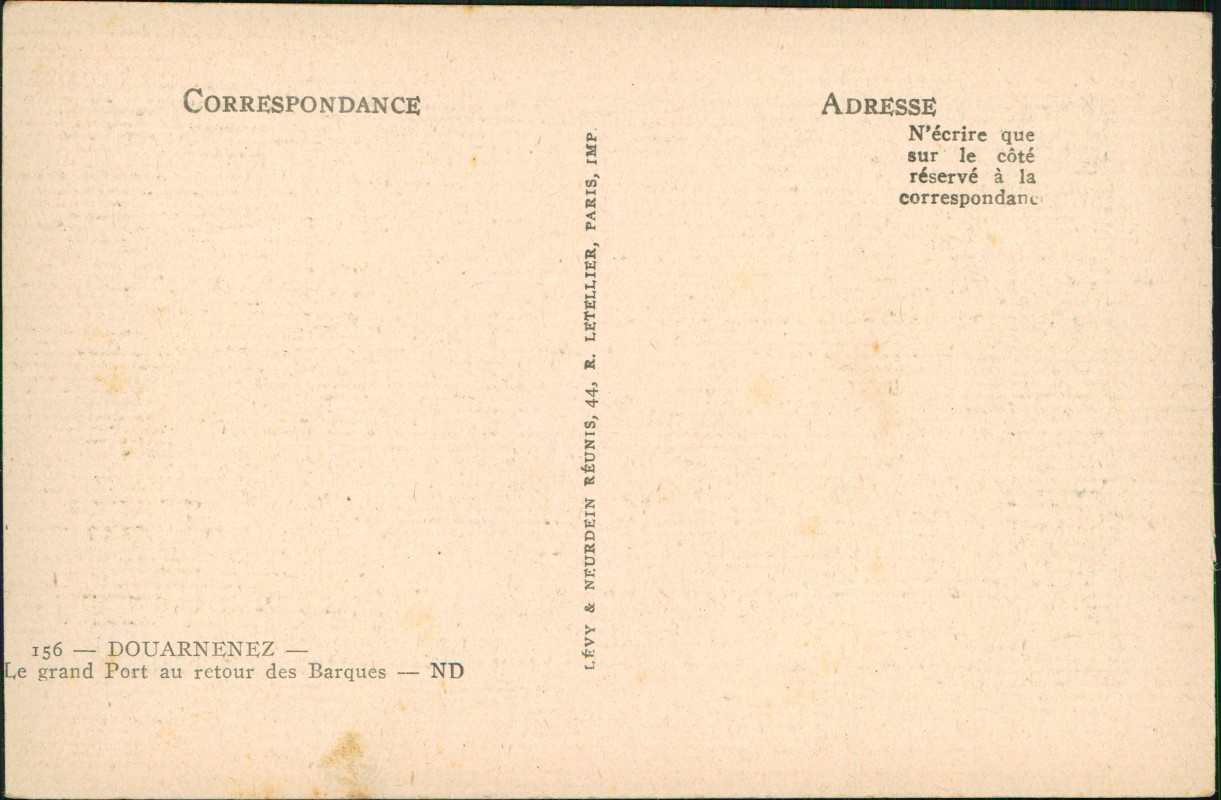 CORRESPONDANCE
ADRESSE
N'écrire que
sur le côté
réservé à la
correspondanc
LÉVY & NEURDEIN RÉUNIS, 44, R. LETELLIER, PARIS, IMP.
156 — DOUARNENEZ —
Le grand Port au retour des Barques — ND